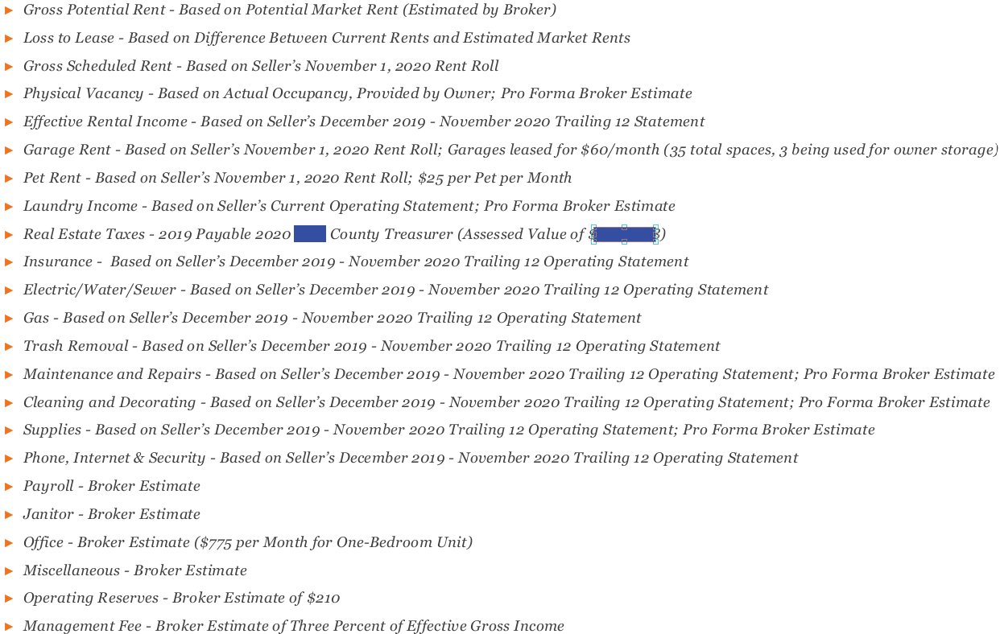 ► Gross Potential Rent - Based on Potential Market Rent (Estimated by Broker)
► Loss to Lease - Based on Difference Between Current Rents and Estimated Market Rents
► Gross Scheduled Rent - Based on Seller’s November 1, 2020 Rent Roll
► Physical Vacancy - Based on Actual Occupancy, Provided by Owner; Pro Forma Broker Estimate
► Effective Rental Income - Based on Seller’s December 2019 - November 2020 Trailing 12 Statement
► Garage Rent - Based on Seller’s November 1, 2020 Rent Roll; Garages leased for $60/month (35 total spaces, 3 being used for owner storage)
► Pet Rent - Based on Seller’s November 1, 2020 Rent Roll; $25 per Pet per Month
► Laundry Income - Based on Seller’s Current Operating Statement; Pro Forma Broker Estimate
► Real Estate Taxes - 2019 Payable 2020 County Treasurer (Assessed Value of $ )
► Insurance -  Based on Seller’s December 2019 - November 2020 Trailing 12 Operating Statement
► Electric/Water/Sewer - Based on Seller’s December 2019 - November 2020 Trailing 12 Operating Statement
► Gas - Based on Seller’s December 2019 - November 2020 Trailing 12 Operating Statement
► Trash Removal - Based on Seller’s December 2019 - November 2020 Trailing 12 Operating Statement
► Maintenance and Repairs - Based on Seller’s December 2019 - November 2020 Trailing 12 Operating Statement; Pro Forma Broker Estimate
► Cleaning and Decorating - Based on Seller’s December 2019 - November 2020 Trailing 12 Operating Statement; Pro Forma Broker Estimate
► Supplies - Based on Seller’s December 2019 - November 2020 Trailing 12 Operating Statement; Pro Forma Broker Estimate
► Phone, Internet & Security - Based on Seller’s December 2019 - November 2020 Trailing 12 Operating Statement
► Payroll - Broker Estimate
► Janitor - Broker Estimate
► Office - Broker Estimate ($775 per Month for One-Bedroom Unit)
► Miscellaneous - Broker Estimate
► Operating Reserves - Broker Estimate of $210
► Management Fee - Broker Estimate of Three Percent of Effective Gross Income